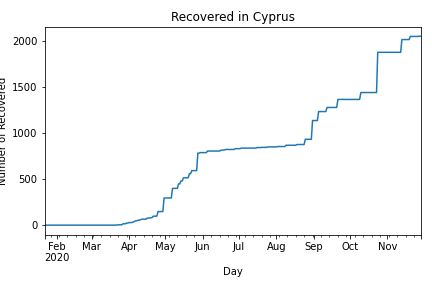 Recovered in Cyprus
Number of Recovered
2000
1500
1000
500
0
Feb Mar Apr May Jun Jul Aug Sep Oct Nov
2020
Day